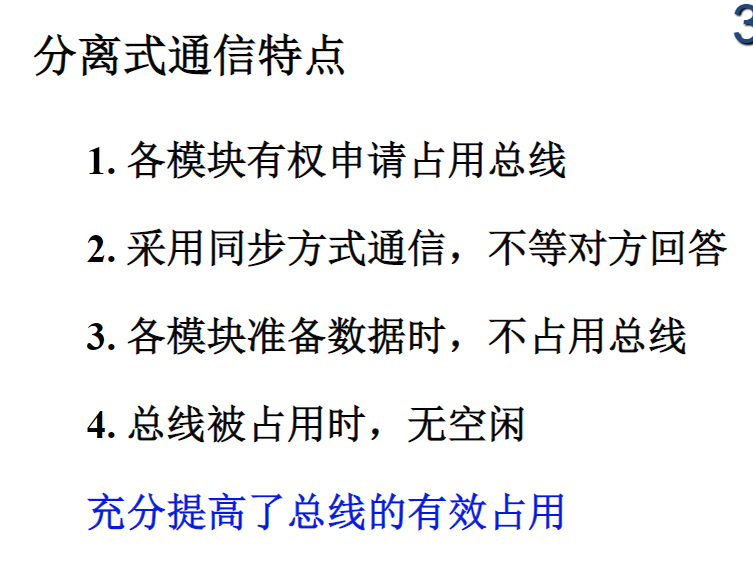 3
分离式通信特点
1. 各模块有权申请占用总线
2. 采用同步方式通信，不等对方回答
3. 各模块准备数据时，不占用总线
4. 总线被占用时，无空闲
充分提高了总线的有效占用